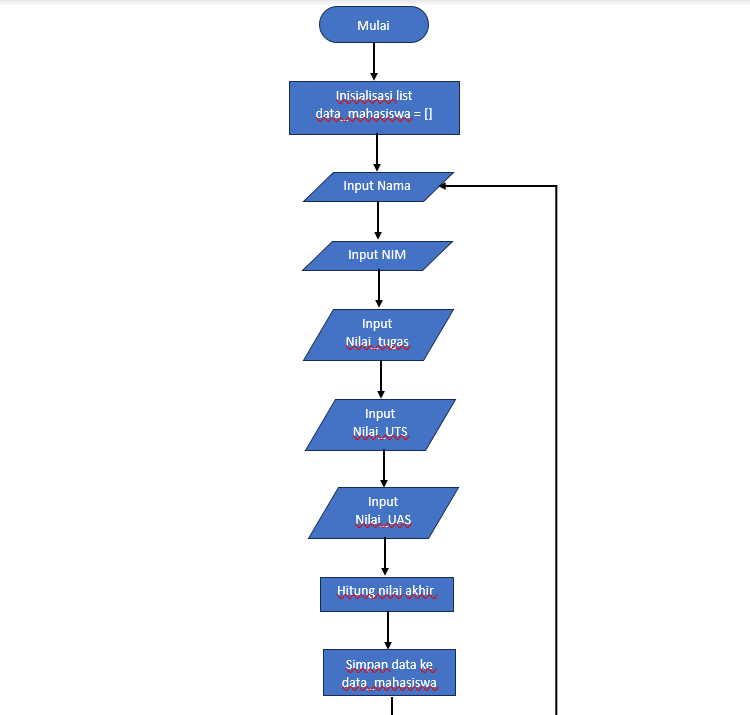 Mulai
Inisialisasi list
data_mahasiswa = []
Input Nama
Input NIM
Input
Nilai_tugas
Input
Nilai_UTS
Input
Nilai_UAS
Hitung nilai akhir
Simpan data ke
data_mahasiswa